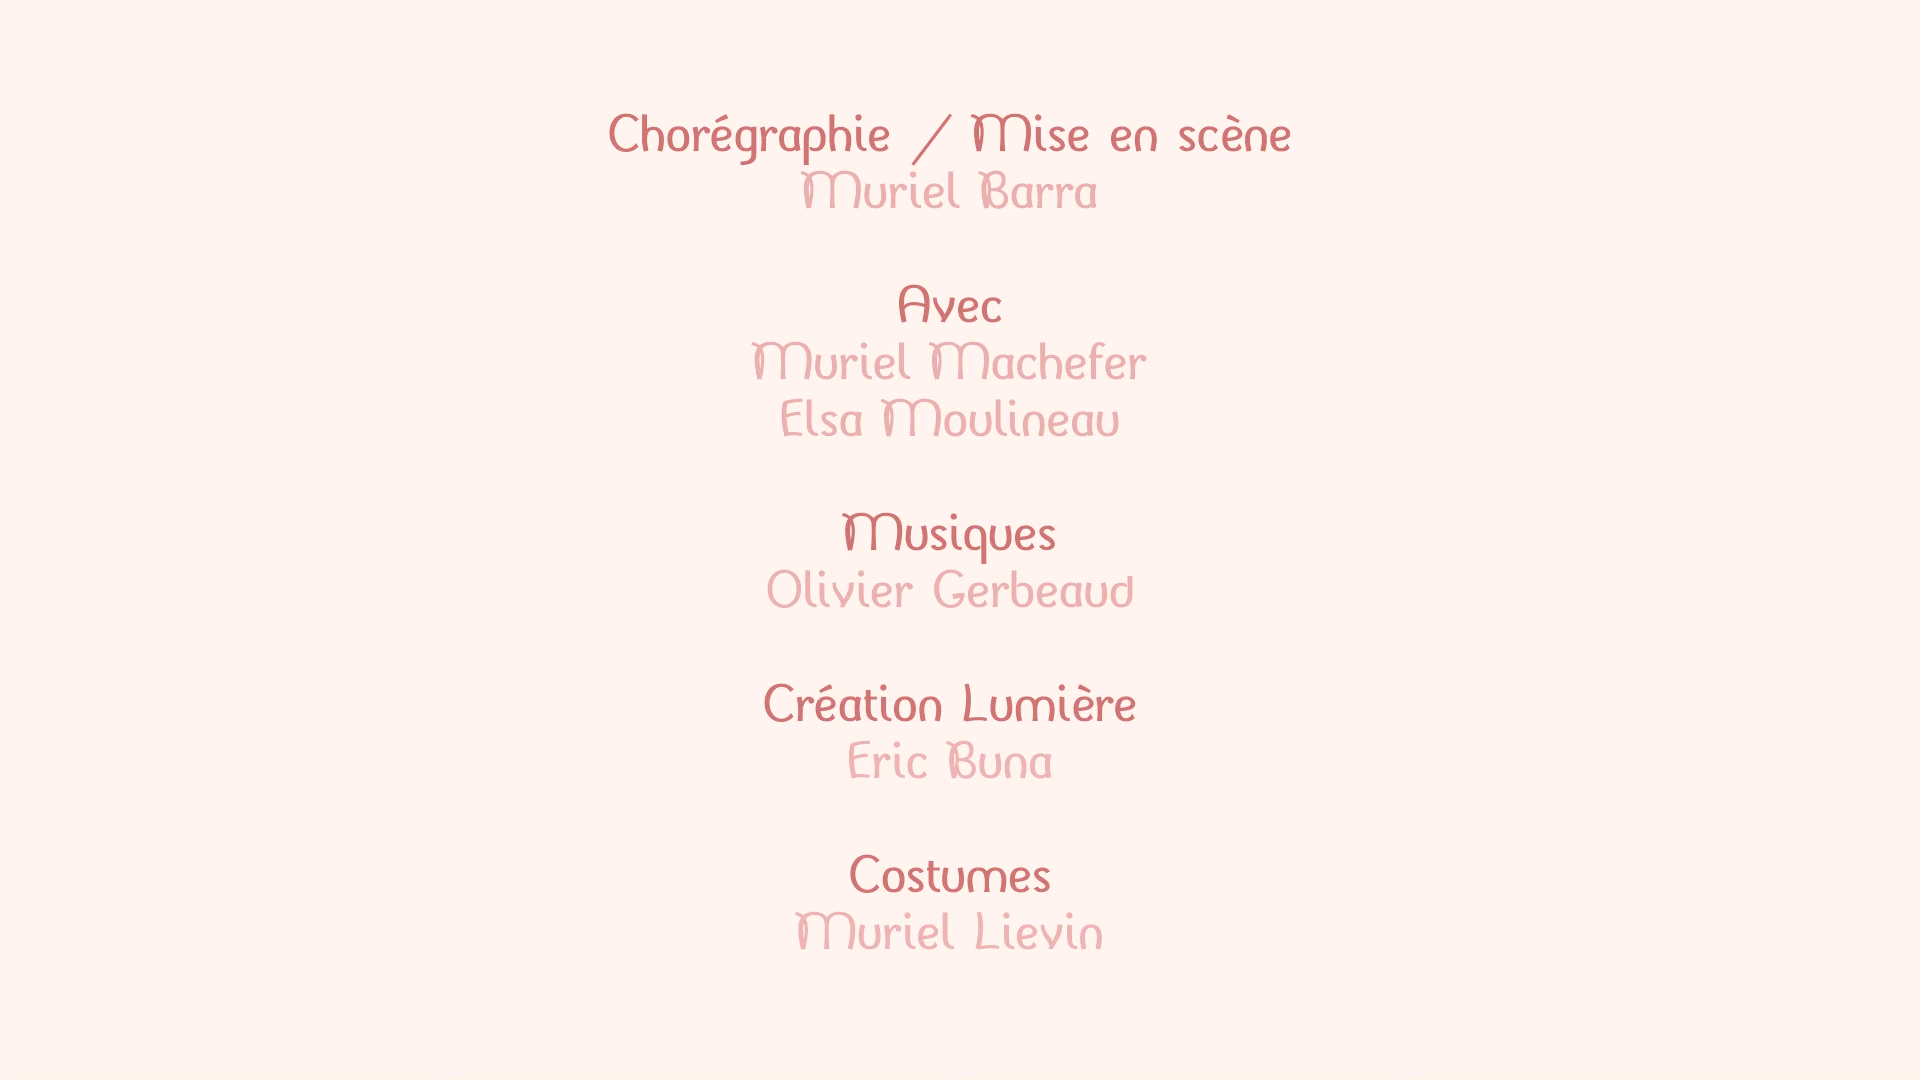 Chorégraphie / Mise en scène
Muriel Barra
Avec
Muriel Machefer
Elsa Moulineau
Musiques
Olivier Gerbeaud
Création Lumière
Eric Buna
Costumes
Muriel Lievin